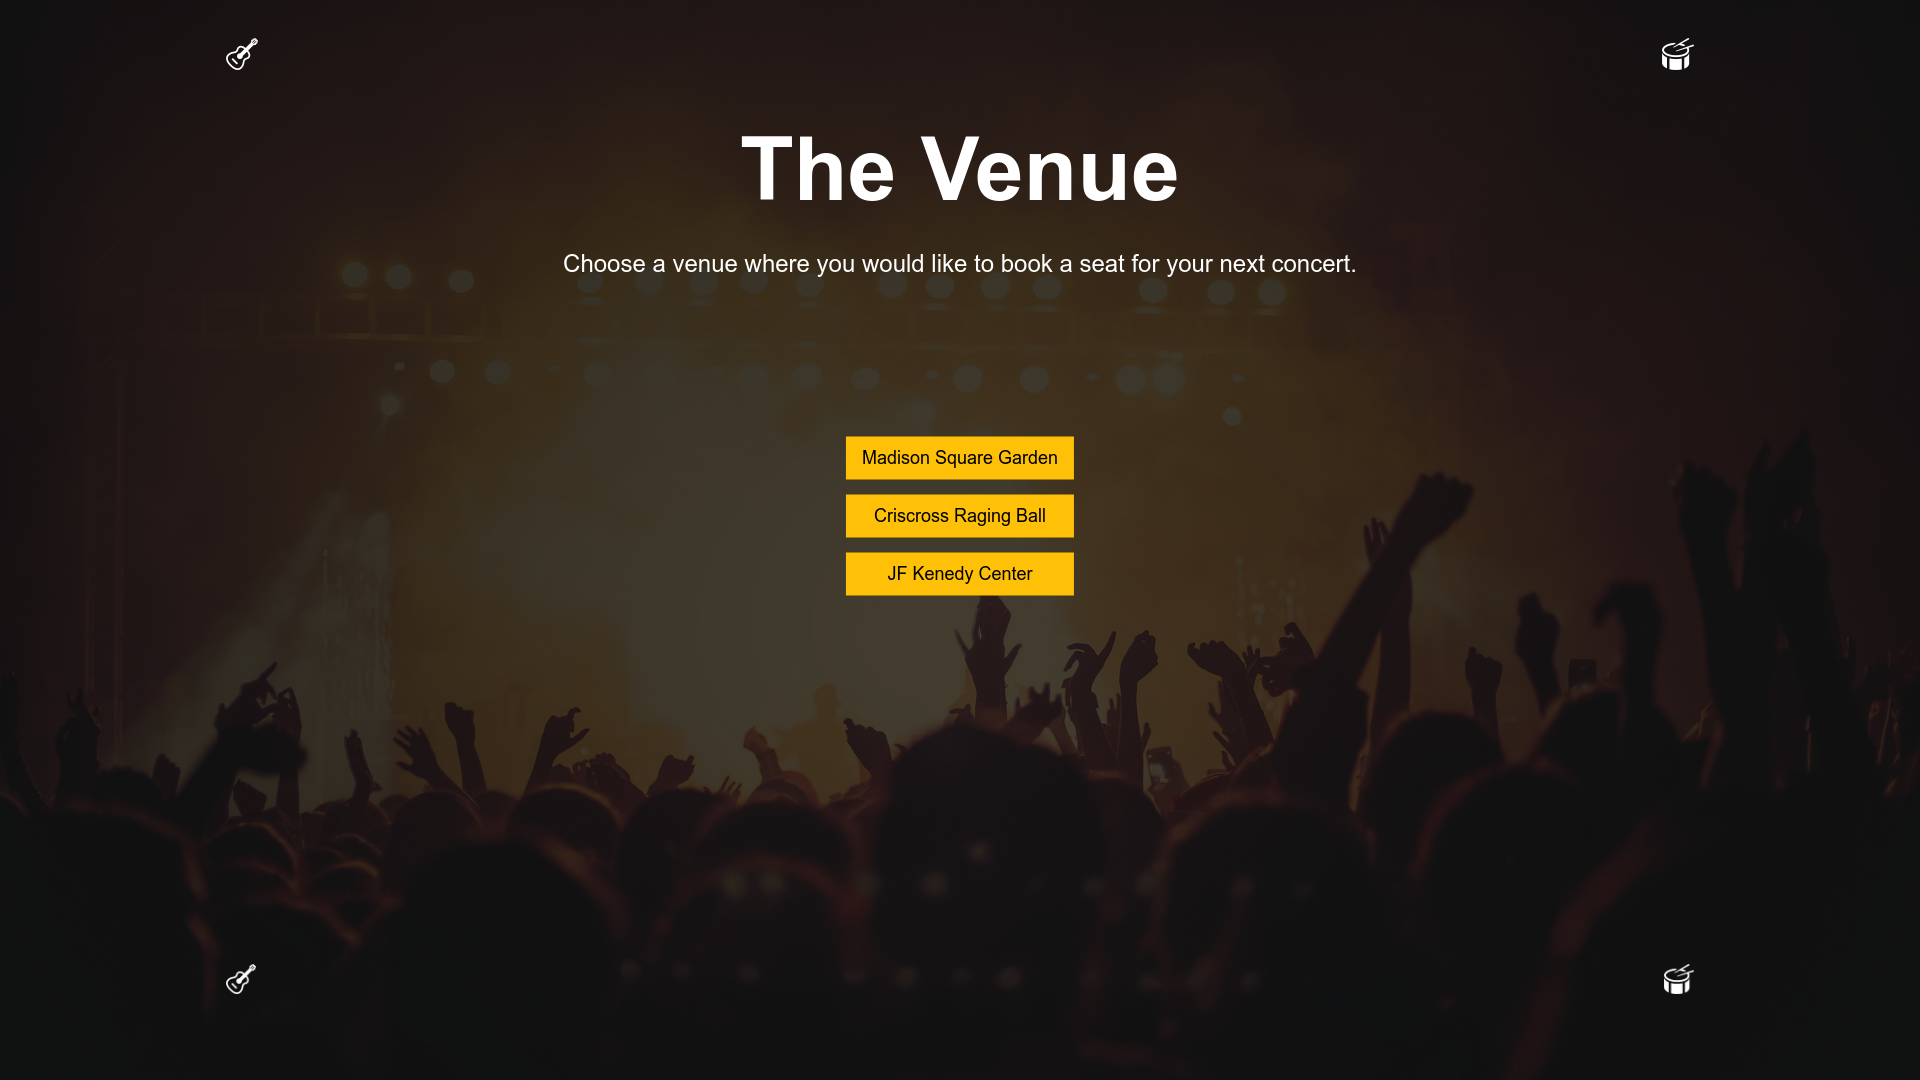 The Venue
Choose a venue where you would like to book a seat for your next concert.
Madison Square Garden
Criscross Raging Ball
JF Kenedy Center